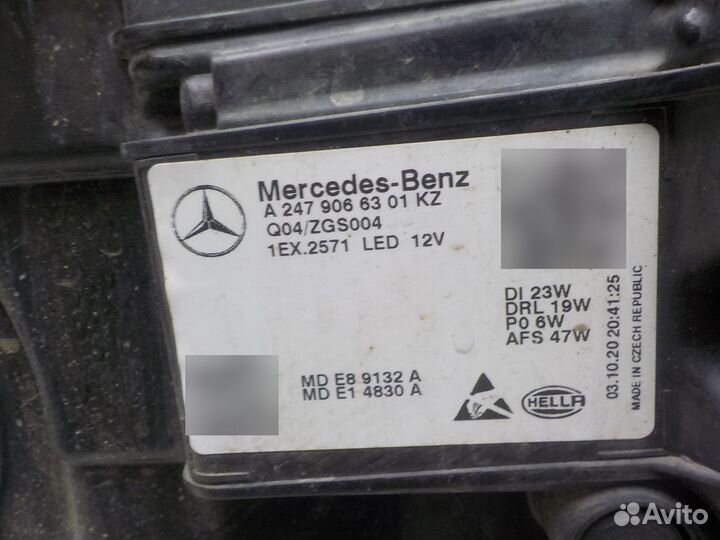 Mercedes-Benz
A 247 906 63 01 KZ
Q04/ZGS004
1EX.2571 LED 12V
DI 23W
DRL 19W
PO 6W
AFS 47W
MD E8 9132 A
MD E1 4830 A
HELLA
03.10.20 20:41:25
MADE IN CZECH REPUBLIC
Avito